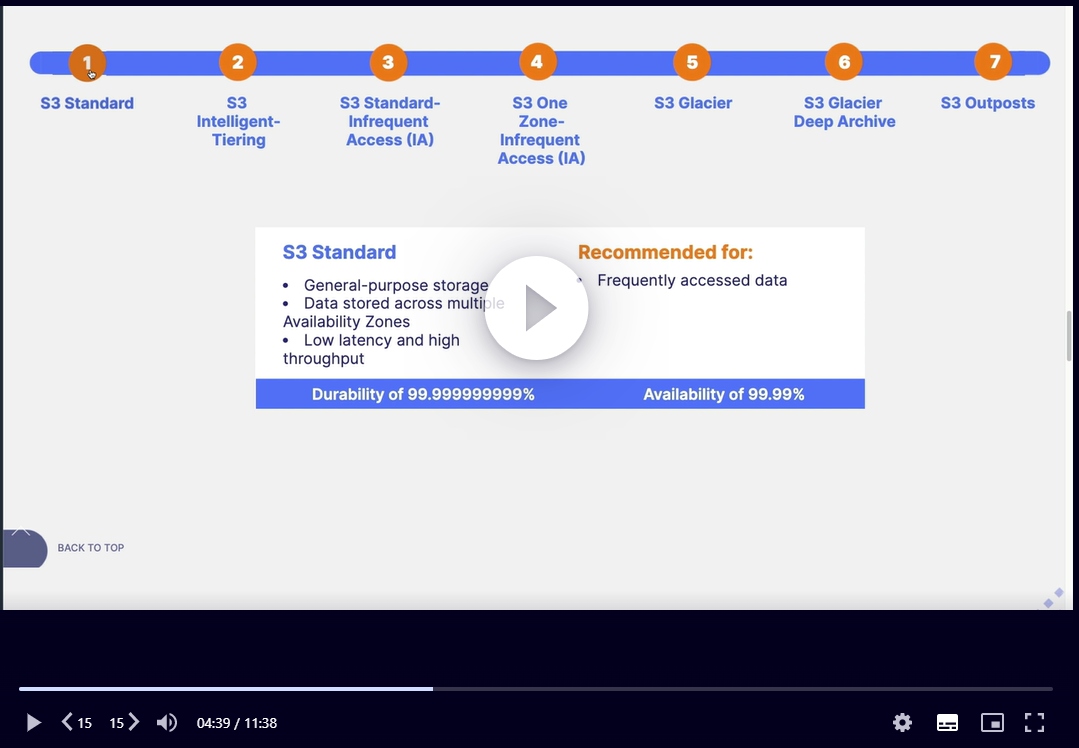 1
2
3
4
5
6
7
S3 Standard
S3
Intelligent-
Tiering
S3 Standard-
Infrequent
Access (IA)
S3 One
Zone-
Infrequent
Access (IA)
S3 Glacier
S3 Glacier
Deep Archive
S3 Outposts
S3 Standard
• General-purpose storage
• Data stored across multiple
Availability Zones
• Low latency and high
throughput
Recommended for:
• Frequently accessed data
Durability of 99.999999999%
Availability of 99.99%
BACK TO TOP
15
15
04:39 / 11:38